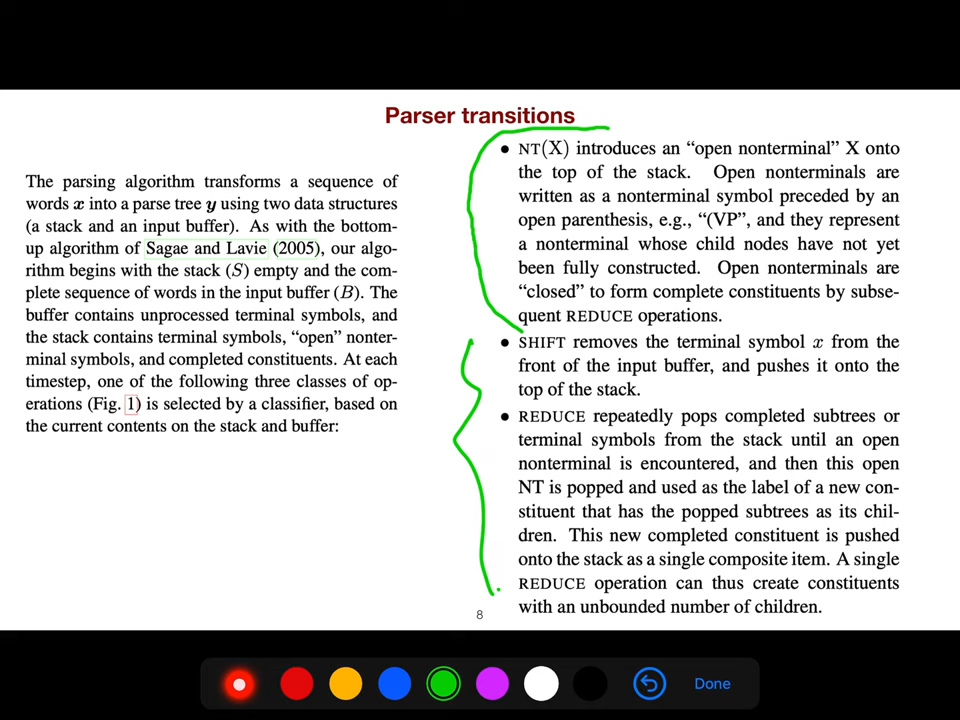 Parser transitions
The parsing algorithm transforms a sequence of
words x into a parse tree y using two data structures
(a stack and an input buffer). As with the bottom-
up algorithm of Sagae and Lavie (2005), our algo-
rithm begins with the stack (S) empty and the com-
plete sequence of words in the input buffer (B). The
buffer contains unprocessed terminal symbols, and
the stack contains terminal symbols, “open” nonter-
minal symbols, and completed constituents. At each
timestep, one of the following three classes of op-
erations (Fig. 1) is selected by a classifier, based on
the current contents on the stack and buffer:
• NT(X) introduces an “open nonterminal” X onto
the top of the stack. Open nonterminals are
written as a nonterminal symbol preceded by an
open parenthesis, e.g., “(VP”, and they represent
a nonterminal whose child nodes have not yet
been fully constructed. Open nonterminals are
“closed” to form complete constituents by subse-
quent REDUCE operations.
• SHIFT removes the terminal symbol x from the
front of the input buffer, and pushes it onto the
top of the stack.
• REDUCE repeatedly pops completed subtrees or
terminal symbols from the stack until an open
nonterminal is encountered, and then this open
NT is popped and used as the label of a new con-
stituent that has the popped subtrees as its chil-
dren. This new completed constituent is pushed
onto the stack as a single composite item. A single
REDUCE operation can thus create constituents
with an unbounded number of children.
8
Done